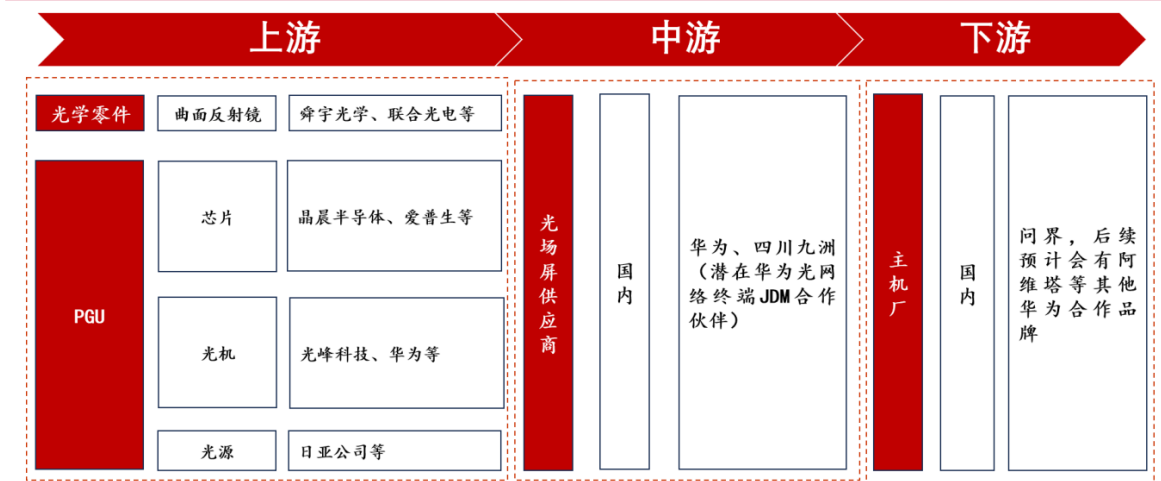 上游
中游
下游
光学零件
曲面反射镜
舜宇光学、联合光电等
PGU
芯片
晶晨半导体、爱普生等
光机
光峰科技、华为等
光源
日亚公司等
光场屏供应商
国内
华为、四川九洲
（潜在华为光网
络终端JDM合作
伙伴）
主机厂
国内
问界，后续
预计会有阿
维塔等其他
华为合作品
牌